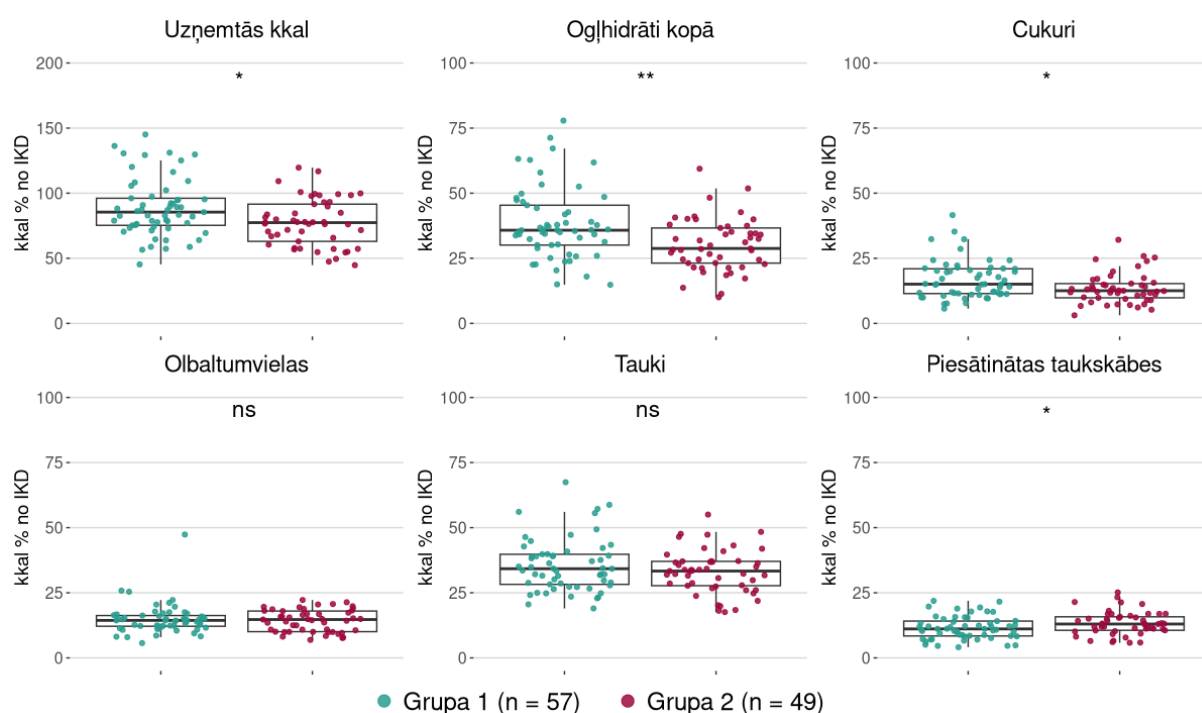 Uzņemtās kkal
Ogļhidrāti kopā
Cukuri
kkal % no IKD
200
150
100
50
0
*
kkal % no IKD
100
75
50
25
0
**
kkal % no IKD
100
75
50
25
0
*
Olbaltumvielas
Tauki
Piesātinātas taukskābes
kkal % no IKD
100
75
50
25
0
ns
kkal % no IKD
100
75
50
25
0
ns
kkal % no IKD
100
75
50
25
0
*
Grupa 1 (n = 57) Grupa 2 (n = 49)